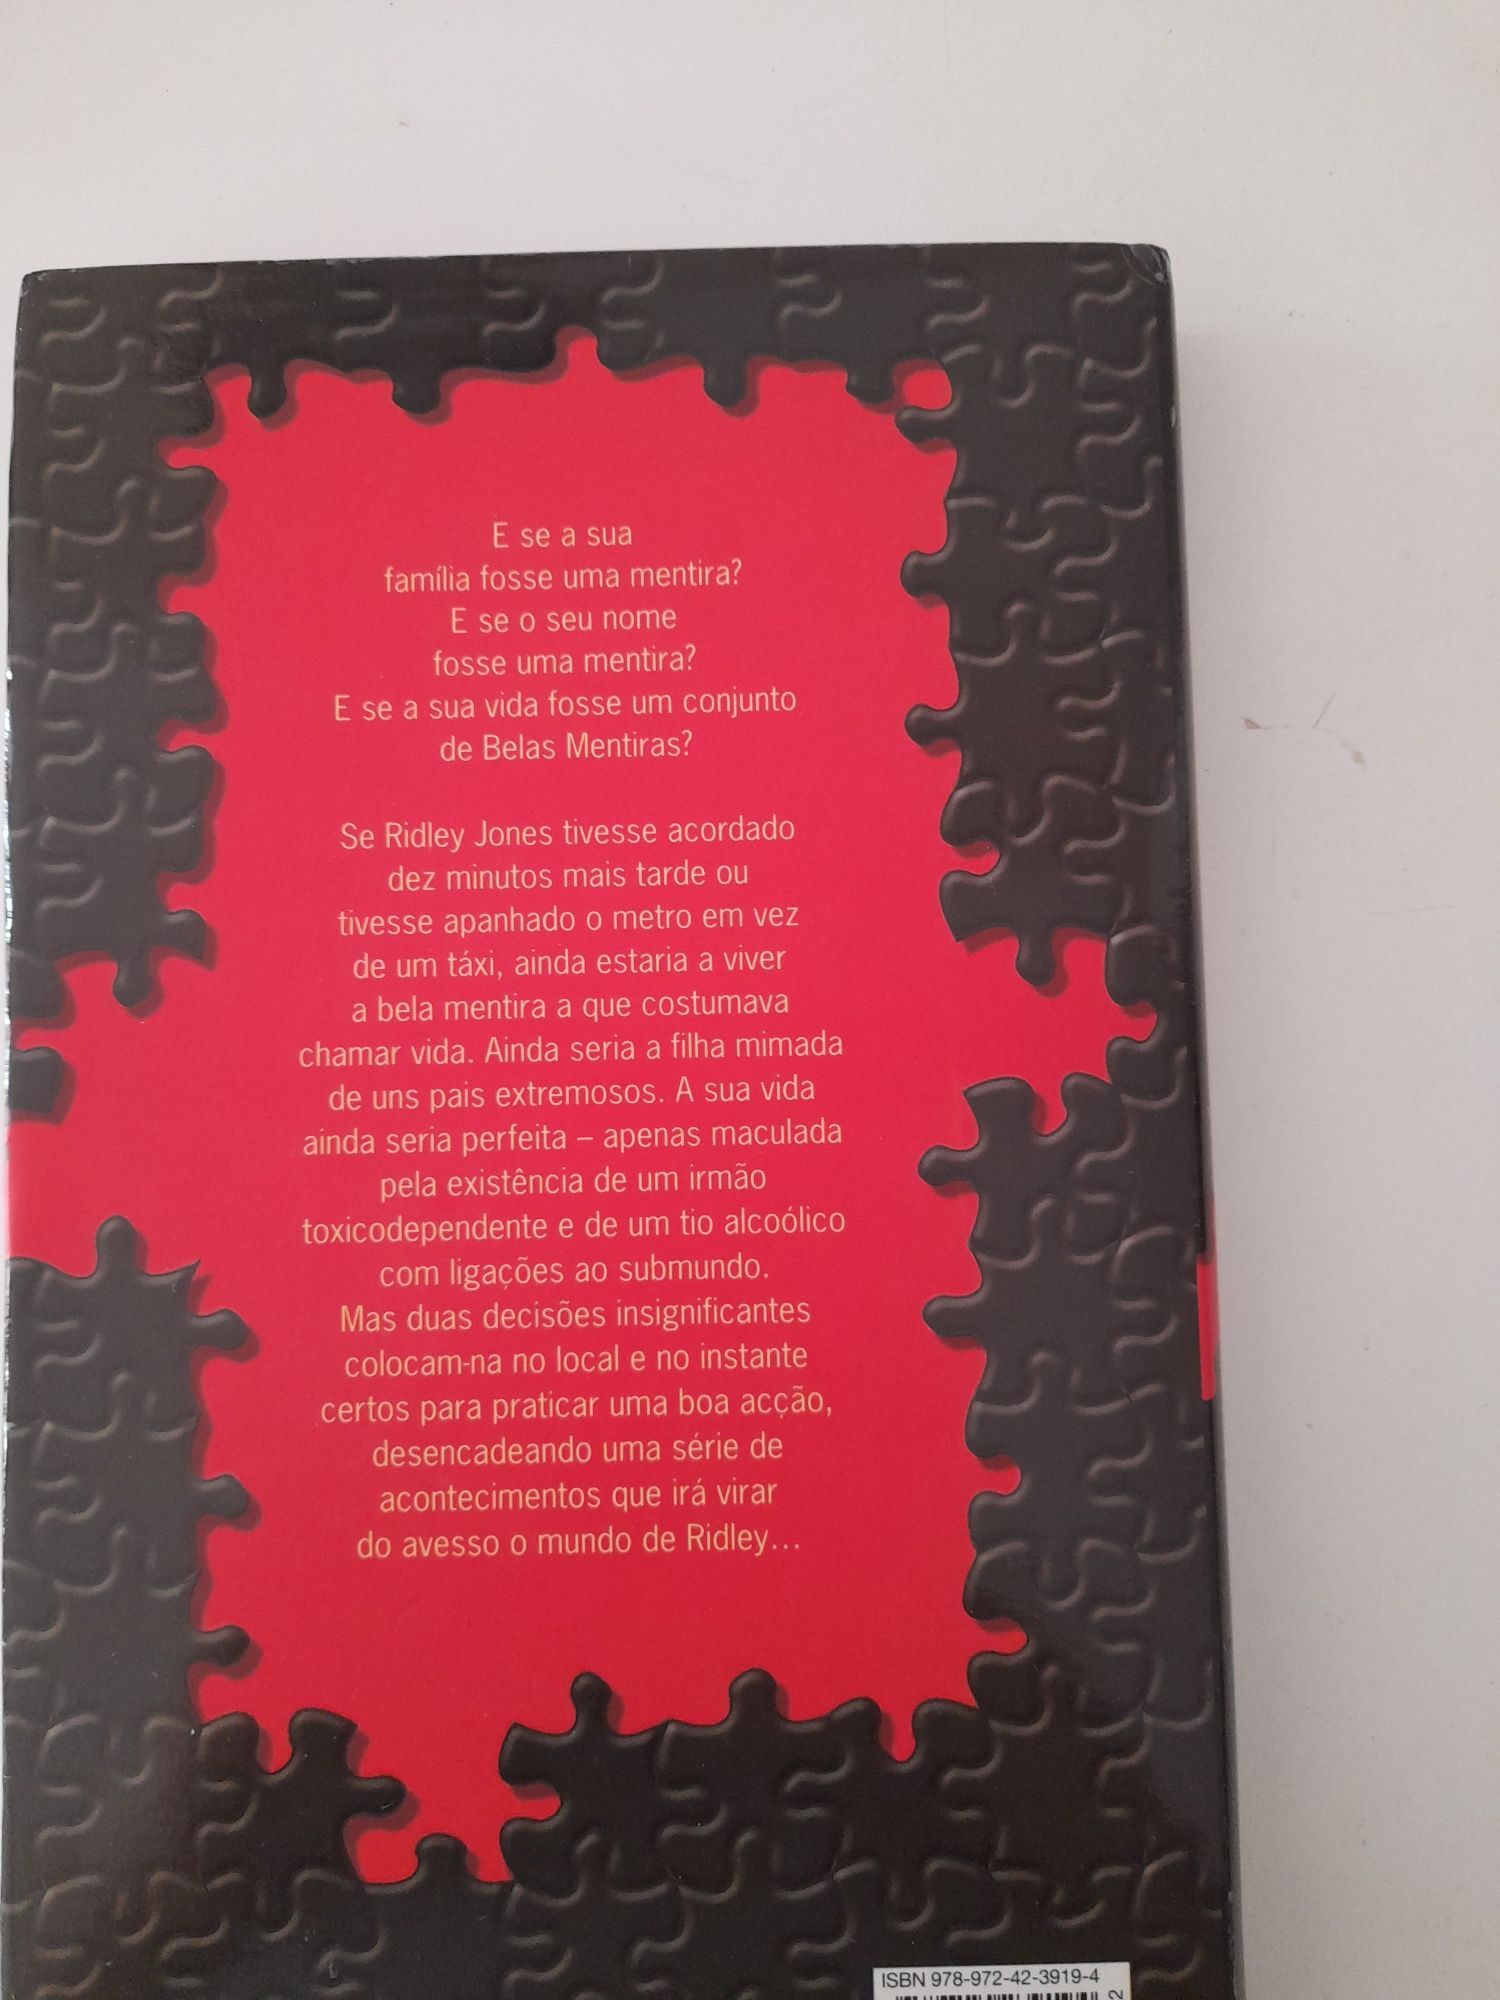 E se a sua
família fosse uma mentira?
E se o seu nome
fosse uma mentira?
E se a sua vida fosse um conjunto
de Belas Mentiras?
Se Ridley Jones tivesse acordado
dez minutos mais tarde ou
tivesse apanhado o metro em vez
de um táxi, ainda estaria a viver
a bela mentira a que costumava
chamar vida. Ainda seria a filha mimada
de uns pais extremosos. A sua vida
ainda seria perfeita – apenas maculada
pela existência de um irmão
toxicodependente e de um tio alcoólico
com ligações ao submundo.
Mas duas decisões insignificantes
colocam-na no local e no instante
certos para praticar uma boa acção,
desencadeando uma série de
acontecimentos que irá virar
do avesso o mundo de Ridley...
ISBN 978-972-42-3919-4
2